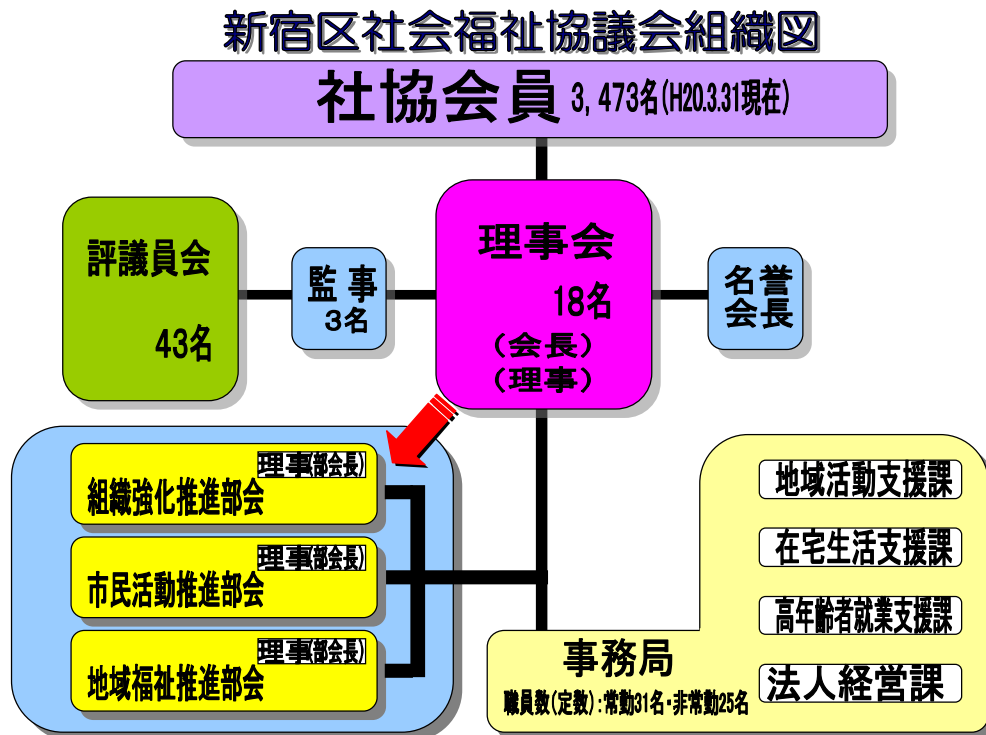 新宿区社会福祉協議会組織図
社協会員 3,473名(H20.3.31現在)
評議員会
43名
監事
3名
理事会
18名
(会長)
(理事)
名誉
会長
理事(部会長)
組織強化推進部会
理事(部会長)
市民活動推進部会
理事(部会長)
地域福祉推進部会
事務局
職員数(定数):常勤31名・非常勤25名
地域活動支援課
在宅生活支援課
高年齢者就業支援課
法人経営課